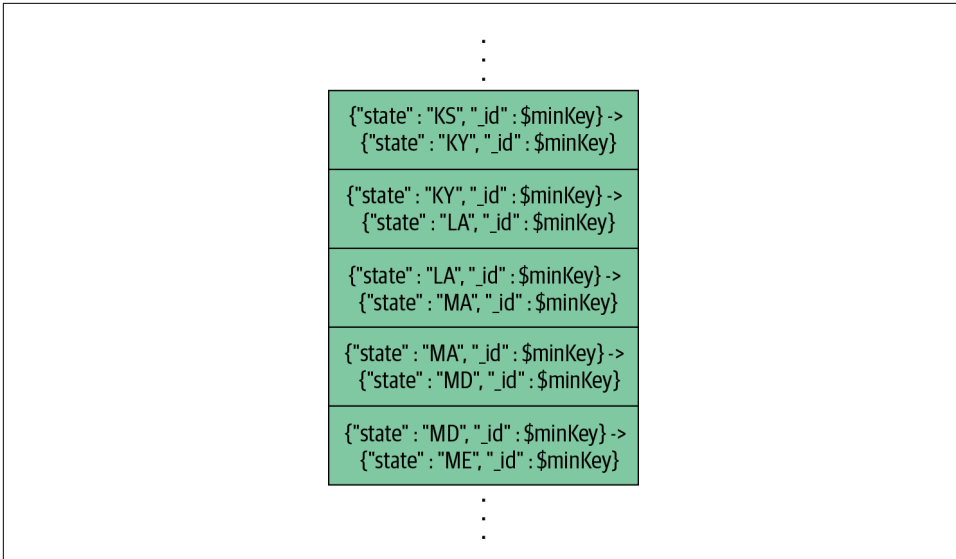 {"state" : "KS", "_id" : $minKey} ->
{"state" : "KY", "_id" : $minKey}
{"state" : "KY", "_id" : $minKey} ->
{"state" : "LA", "_id" : $minKey}
{"state" : "LA", "_id" : $minKey} ->
{"state" : "MA", "_id" : $minKey}
{"state" : "MA", "_id" : $minKey} ->
{"state" : "MD", "_id" : $minKey}
{"state" : "MD", "_id" : $minKey} ->
{"state" : "ME", "_id" : $minKey}